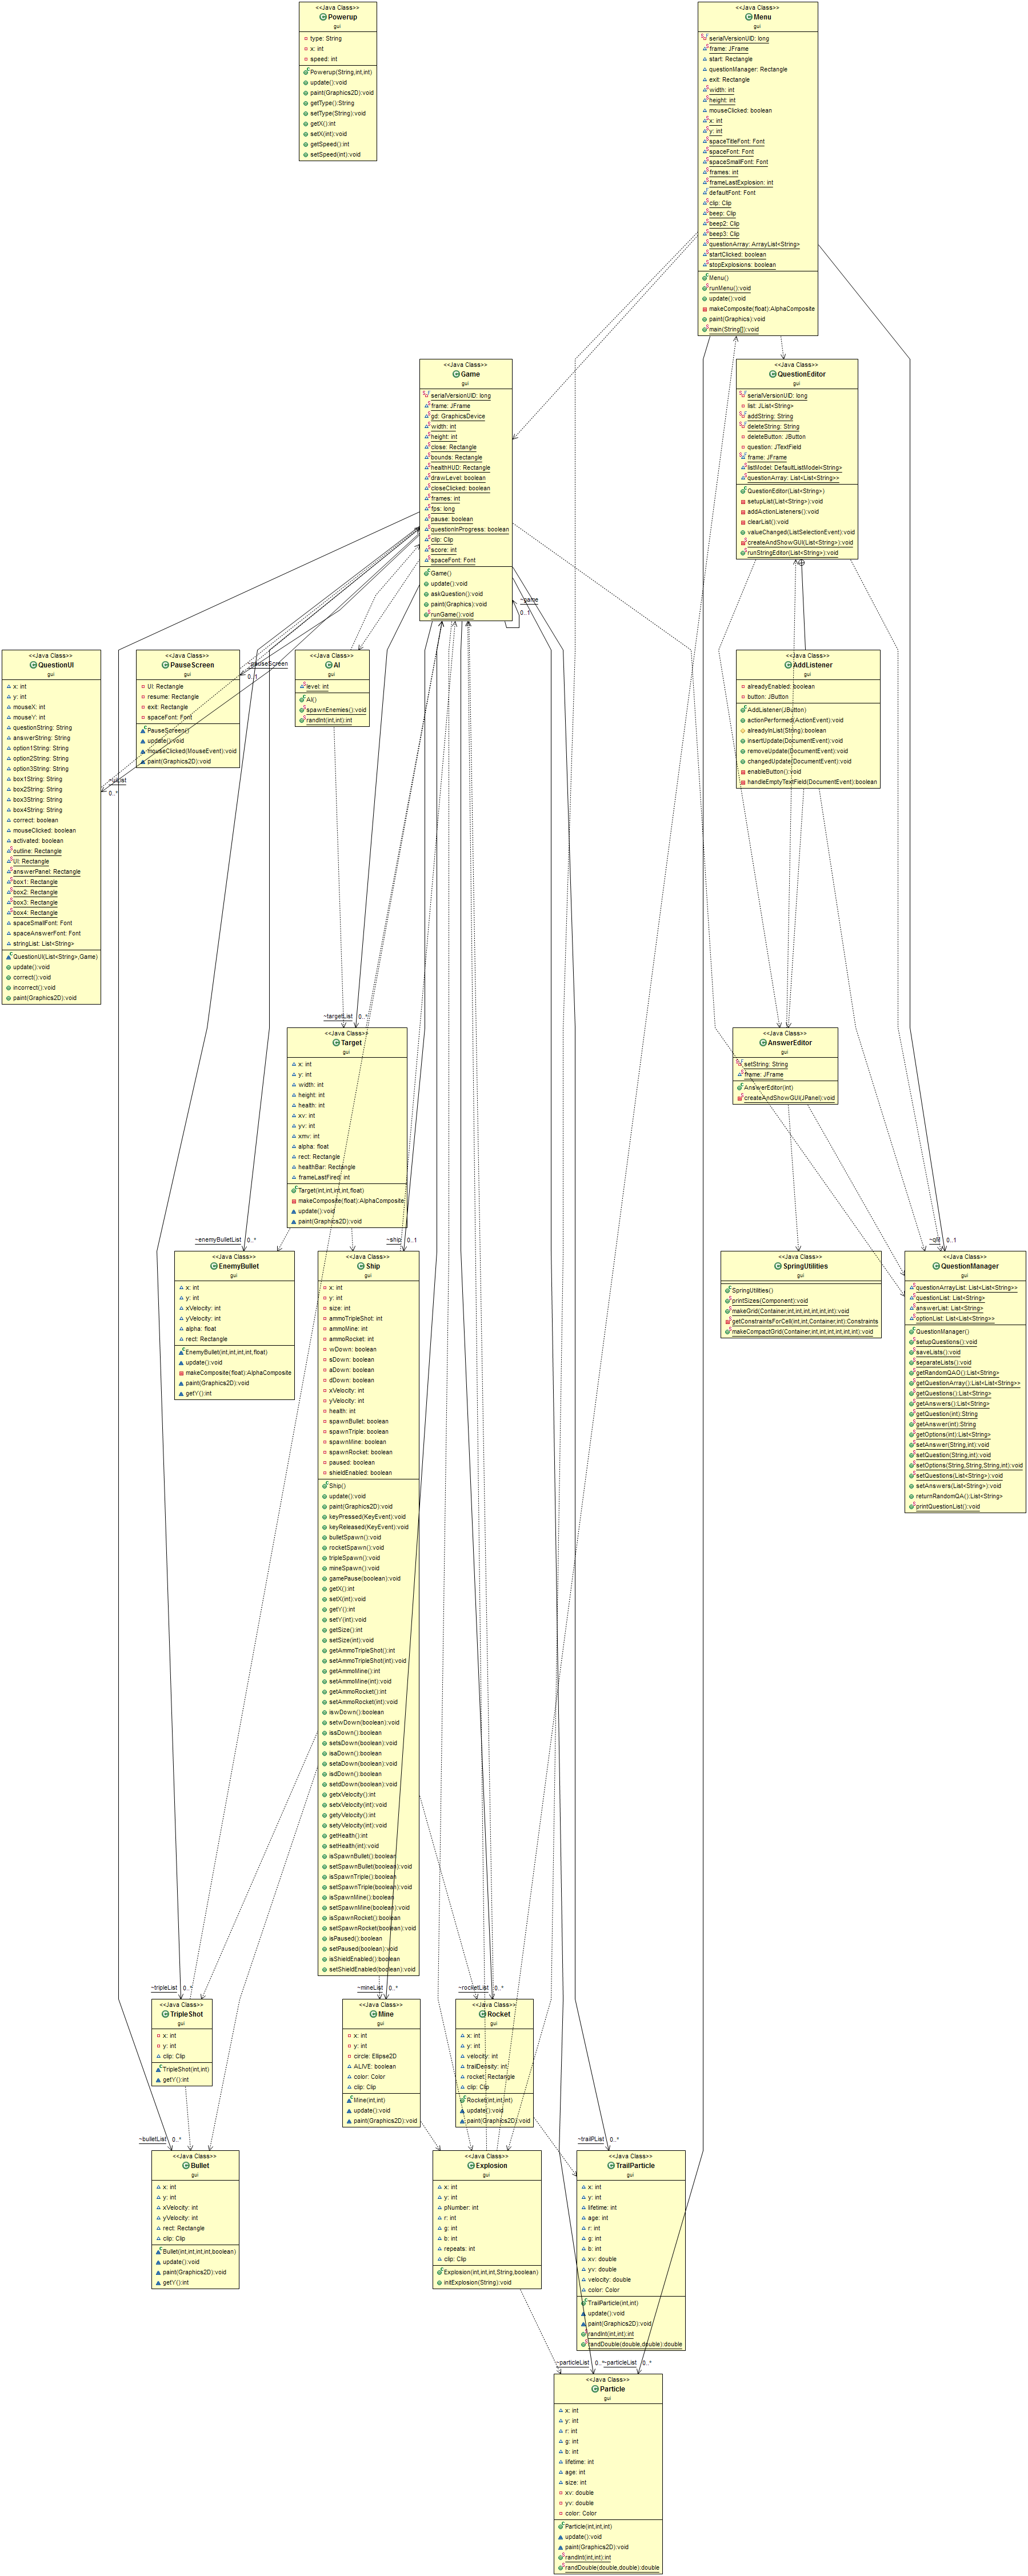 <<Java Class>>
Powerup
gui
type: String
x: int
speed: int
Powerup(String,int,int)
update():void
paint(Graphics2D):void
getType():String
setType(String):void
getX():int
setX(int):void
getSpeed():int
setSpeed(int):void
<<Java Class>>
Menu
gui
serialVersionUID: long
frame: JFrame
start: Rectangle
questionManager: Rectangle
exit: Rectangle
width: int
height: int
mouseClicked: boolean
x: int
y: int
spaceTitleFont: Font
spaceFont: Font
spaceSmallFont: Font
frames: int
frameLastExplosion: int
defaultFont: Font
clip: Clip
beep: Clip
beep2: Clip
beep3: Clip
questionArray: ArrayList<String>
startClicked: boolean
stopExplosions: boolean
Menu()
runMenu():void
update():void
makeComposite(float):AlphaComposite
paint(Graphics):void
main(String[]):void
<<Java Class>>
Game
gui
serialVersionUID: long
frame: JFrame
gd: GraphicsDevice
width: int
height: int
close: Rectangle
bounds: Rectangle
healthHUD: Rectangle
drawLevel: boolean
closeClicked: boolean
frames: int
fps: long
pause: boolean
questionInProgress: boolean
clip: Clip
score: int
spaceFont: Font
Game()
update():void
askQuestion():void
paint(Graphics):void
runGame():void
~game
0..1
<<Java Class>>
QuestionEditor
gui
serialVersionUID: long
list: JList<String>
addString: String
deleteString: String
deleteButton: JButton
question: JTextField
frame: JFrame
listModel: DefaultListModel<String>
questionArray: List<List<String>>
QuestionEditor(List<String>)
setupList(List<String>):void
addActionListeners():void
clearList():void
valueChanged(ListSelectionEvent):void
createAndShowGUI(List<String>):void
runStringEditor(List<String>):void
<<Java Class>>
QuestionUI
gui
x: int
y: int
mouseX: int
mouseY: int
questionString: String
answerString: String
option1String: String
option2String: String
option3String: String
box1String: String
box2String: String
box3String: String
box4String: String
correct: boolean
mouseClicked: boolean
activated: boolean
outline: Rectangle
UI: Rectangle
answerPanel: Rectangle
box1: Rectangle
box2: Rectangle
box3: Rectangle
box4: Rectangle
spaceSmallFont: Font
spaceAnswerFont: Font
stringList: List<String>
QuestionUI(List<String>,Game)
update():void
correct():void
incorrect():void
paint(Graphics2D):void
0..*
<<Java Class>>
PauseScreen
gui
UI: Rectangle
resume: Rectangle
exit: Rectangle
spaceFont: Font
PauseScreen()
update():void
mouseClicked(MouseEvent):void
paint(Graphics2D):void
~pauseScreen
0..1
<<Java Class>>
AI
gui
level: int
AI()
spawnEnemies():void
randInt(int,int):int
<<Java Class>>
AddListener
gui
alreadyEnabled: boolean
button: JButton
AddListener(JButton)
actionPerformed(ActionEvent):void
alreadyInList(String):boolean
insertUpdate(DocumentEvent):void
removeUpdate(DocumentEvent):void
changedUpdate(DocumentEvent):void
enableButton():void
handleEmptyTextField(DocumentEvent):boolean
~targetList 0..*
<<Java Class>>
Target
gui
x: int
y: int
width: int
height: int
health: int
xv: int
yv: int
xmv: int
alpha: float
rect: Rectangle
healthBar: Rectangle
frameLastFired: int
Target(int,int,int,int,float)
makeComposite(float):AlphaComposite
update():void
paint(Graphics2D):void
<<Java Class>>
AnswerEditor
gui
setString: String
frame: JFrame
AnswerEditor(int)
createAndShowGUI(JPanel):void
~enemyBulletList 0..*
<<Java Class>>
EnemyBullet
gui
x: int
y: int
xVelocity: int
yVelocity: int
alpha: float
rect: Rectangle
EnemyBullet(int,int,int,int,float)
update():void
makeComposite(float):AlphaComposite
paint(Graphics2D):void
getY():int
~ship 0..1
<<Java Class>>
Ship
gui
x: int
y: int
size: int
ammoTripleShot: int
ammoMine: int
ammoRocket: int
wDown: boolean
sDown: boolean
aDown: boolean
dDown: boolean
xVelocity: int
yVelocity: int
health: int
spawnBullet: boolean
spawnTriple: boolean
spawnMine: boolean
spawnRocket: boolean
paused: boolean
shieldEnabled: boolean
Ship()
update():void
paint(Graphics2D):void
keyPressed(KeyEvent):void
keyReleased(KeyEvent):void
bulletSpawn():void
rocketSpawn():void
tripleSpawn():void
mineSpawn():void
gamePause(boolean):void
getX():int
setX(int):void
getY():int
setY(int):void
getSize():int
setSize(int):void
getAmmoTripleShot():int
setAmmoTripleShot(int):void
getAmmoMine():int
setAmmoMine(int):void
getAmmoRocket():int
setAmmoRocket(int):void
iswDown():boolean
setwDown(boolean):void
issDown():boolean
setsDown(boolean):void
isaDown():boolean
setaDown(boolean):void
isdDown():boolean
setdDown(boolean):void
getxVelocity():int
setxVelocity(int):void
getyVelocity():int
setyVelocity(int):void
getHealth():int
setHealth(int):void
isSpawnBullet():boolean
setSpawnBullet(boolean):void
isSpawnTriple():boolean
setSpawnTriple(boolean):void
isSpawnMine():boolean
setSpawnMine(boolean):void
isSpawnRocket():boolean
setSpawnRocket(boolean):void
isPaused():boolean
setPaused(boolean):void
isShieldEnabled():boolean
setShieldEnabled(boolean):void
<<Java Class>>
SpringUtilities
gui
SpringUtilities()
printSizes(Component):void
makeGrid(Container,int,int,int,int,int,int):void
getConstraintsForCell(int,int,Container,int):Constraints
makeCompactGrid(Container,int,int,int,int,int,int):void
0..1
<<Java Class>>
QuestionManager
gui
questionArrayList: List<List<String>>
questionList: List<String>
answerList: List<String>
optionList: List<List<String>>
QuestionManager()
setupQuestions():void
saveLists():void
separateLists():void
getRandomQAO():List<String>
getQuestionArray():List<List<String>>
getQuestions():List<String>
getAnswers():List<String>
getQuestion(int):String
getAnswer(int):String
getOptions(int):List<String>
setAnswer(String,int):void
setQuestion(String,int):void
setOptions(String,String,String,int):void
setQuestions(List<String>):void
setAnswers(List<String>):void
returnRandomQA():List<String>
printQuestionList():void
~tripleList 0..*
<<Java Class>>
TripleShot
gui
x: int
y: int
clip: Clip
TripleShot(int,int)
getY():int
~mineList 0..*
<<Java Class>>
Mine
gui
x: int
y: int
circle: Ellipse2D
ALIVE: boolean
color: Color
clip: Clip
Mine(int,int)
update():void
paint(Graphics2D):void
~rocketList 0..*
<<Java Class>>
Rocket
gui
x: int
y: int
velocity: int
trailDensity: int
rocket: Rectangle
clip: Clip
Rocket(int,int,int)
update():void
paint(Graphics2D):void
~bulletList 0..*
<<Java Class>>
Bullet
gui
x: int
y: int
xVelocity: int
yVelocity: int
rect: Rectangle
clip: Clip
Bullet(int,int,int,int,boolean)
update():void
paint(Graphics2D):void
getY():int
<<Java Class>>
Explosion
gui
x: int
y: int
pNumber: int
r: int
g: int
b: int
repeats: int
clip: Clip
Explosion(int,int,int,String,boolean)
initExplosion(String):void
~trailPList 0..*
<<Java Class>>
TrailParticle
gui
x: int
y: int
lifetime: int
age: int
r: int
g: int
b: int
xv: double
yv: double
velocity: double
color: Color
TrailParticle(int,int)
update():void
paint(Graphics2D):void
randInt(int,int):int
randDouble(double,double):double
~particleList 0..*
~particleList 0..*
<<Java Class>>
Particle
gui
x: int
y: int
r: int
g: int
b: int
lifetime: int
age: int
size: int
xv: double
yv: double
color: Color
Particle(int,int,int)
update():void
paint(Graphics2D):void
randInt(int,int):int
randDouble(double,double):double